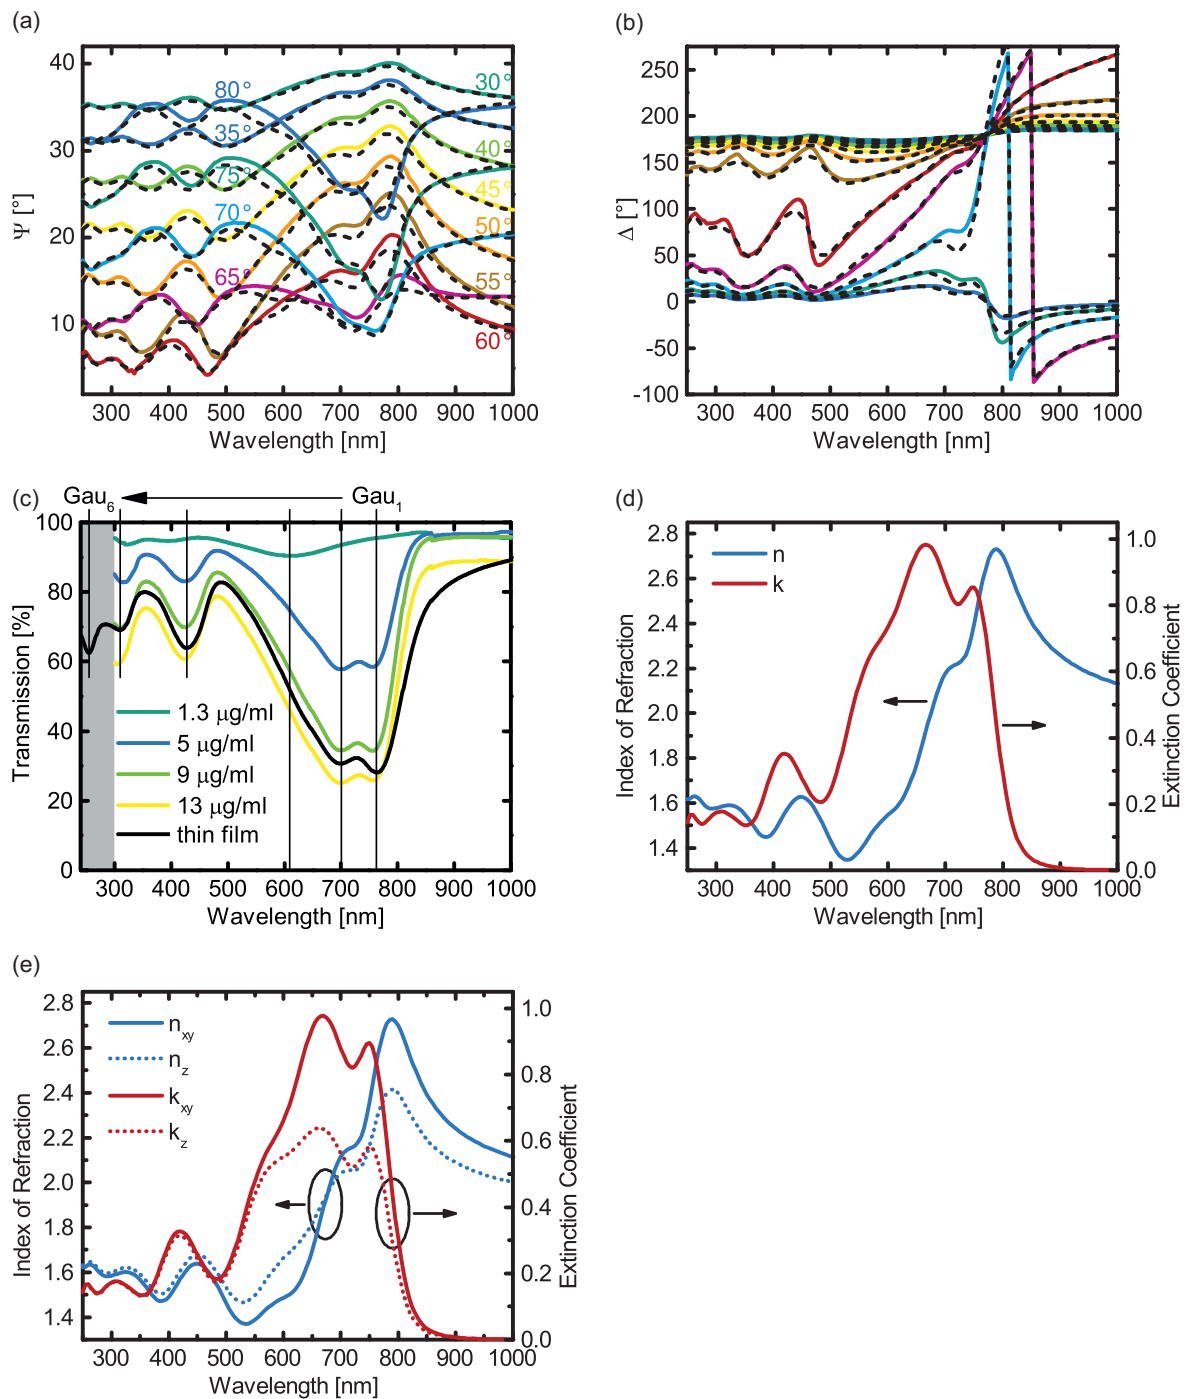 (a)
40
30
20
10
Ψ [°]
80°
35°
75°
70°
65°
30°
40°
45°
50°
55°
60°
300 400 500 600 700 800 900 1000
Wavelength [nm]
(b)
250
200
150
100
50
0
-50
-100
Δ [°]
300 400 500 600 700 800 900 1000
Wavelength [nm]
(c)
Gau6 Gau1
100
80
60
40
20
0
Transmission [%]
1.3 µg/ml
5 µg/ml
9 µg/ml
13 µg/ml
thin film
300 400 500 600 700 800 900 1000
Wavelength [nm]
(d)
2.8
2.6
2.4
2.2
2.0
1.8
1.6
1.4
Index of Refraction
n
k
1.0
0.8
0.6
0.4
0.2
0.0
Extinction Coefficient
300 400 500 600 700 800 900 1000
Wavelength [nm]
(e)
2.8
2.6
2.4
2.2
2.0
1.8
1.6
1.4
Index of Refraction
nxy
nz
kxy
kz
1.0
0.8
0.6
0.4
0.2
0.0
Extinction Coefficient
300 400 500 600 700 800 900 1000
Wavelength [nm]